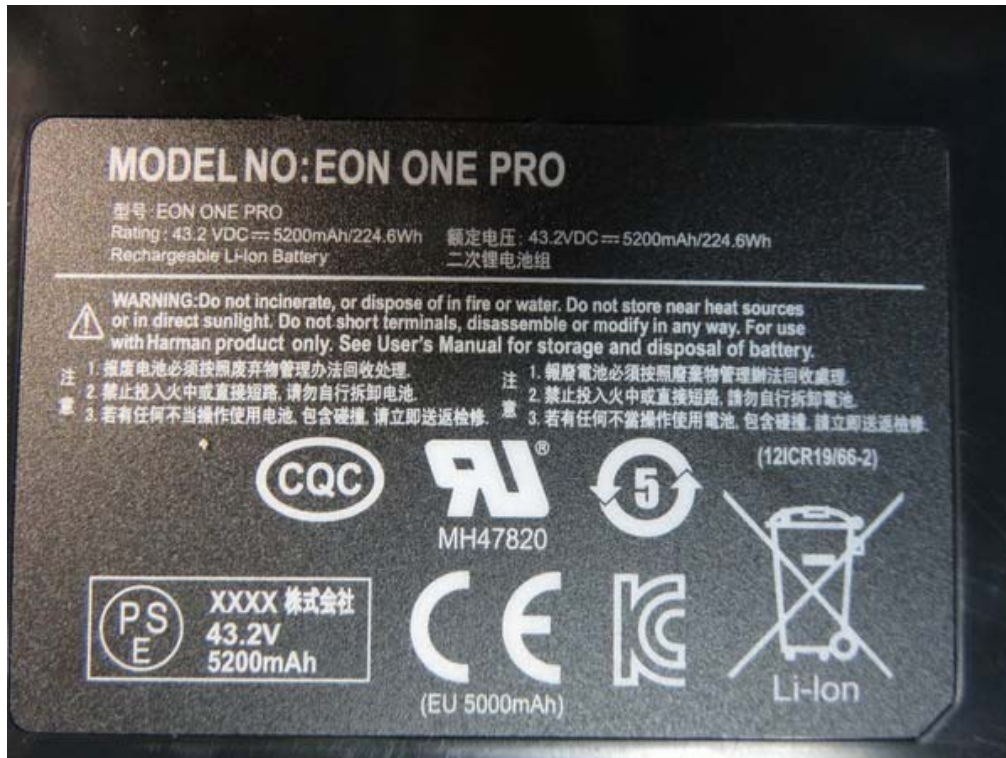 MODEL NO:EON ONE PRO
型号:EON ONE PRO
Rating : 43.2 VDC⎓5200mAh/224.6Wh
额定电压: 43.2VDC⎓5200mAh/224.6Wh
Rechargeable Li-Ion Battery
二次锂电池组
WARNING:Do not incinerate, or dispose of in fire or water. Do not store near heat sources
or in direct sunlight. Do not short terminals, disassemble or modify in any way. For use
with Harman product only. See User's Manual for storage and disposal of battery.
注意
1. 报废电池必须按照废弃物管理办法回收处理.
2. 禁止投入火中或直接短路, 请勿自行拆卸电池.
3. 若有任何不当操作使用电池, 包含碰撞, 请立即送返检修.
注意
1. 報廢電池必須按照廢棄物管理辦法回收處理.
2. 禁止投入火中或直接短路, 請勿自行拆卸電池.
3. 若有任何不當操作使用電池, 包含碰撞, 請立即送返檢修.
CQC
RU®
MH47820
5
(12ICR19/66-2)
PSE
XXXX 株式会社
43.2V
5200mAh
CE
(EU 5000mAh)
KC
Li-Ion